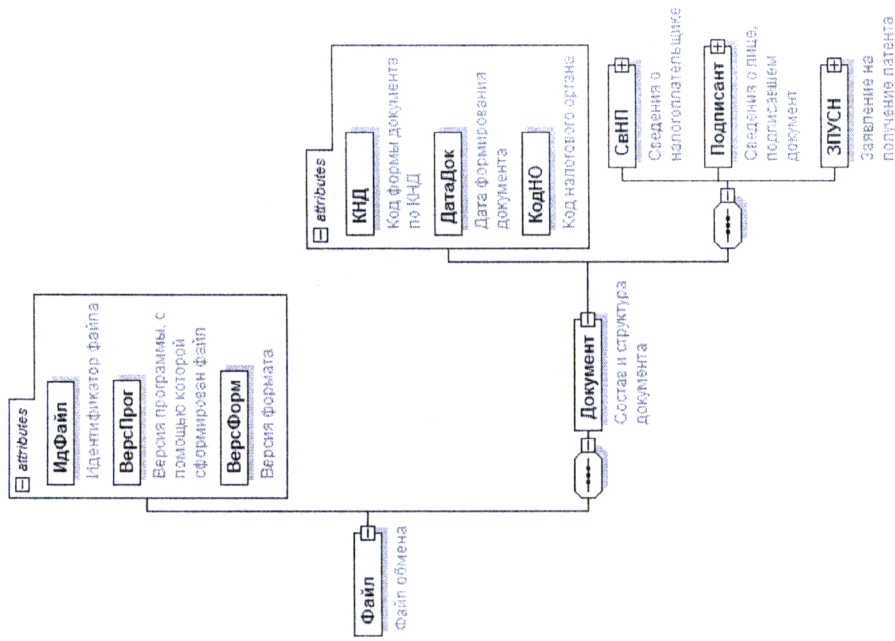 Файл
Файл обмена
attributes
ИдФайл
Идентификатор файла
ВерсПрог
Версия программы, с
помощью которой
сформирован файл
ВерсФорм
Версия формата
Документ
Состав и структура
документа
attributes
КНД
Код формы документа
по КНД
ДатаДок
Дата формирования
документа
КодНО
Код налогового органа
СвНП
Сведения о
налогоплательщике
Подписант
Сведения о лице,
подписавшем
документ
ЗПУСН
Заявление на
получение патента